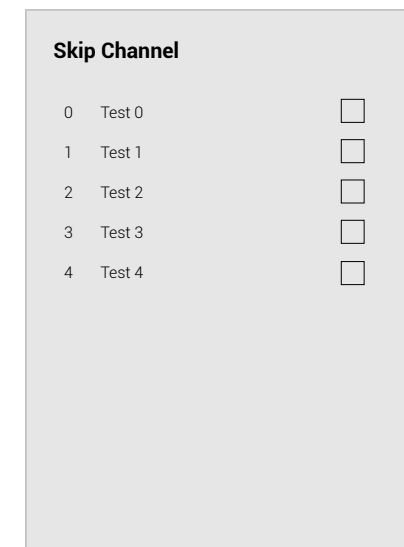 Skip Channel
0 Test 0
1 Test 1
2 Test 2
3 Test 3
4 Test 4